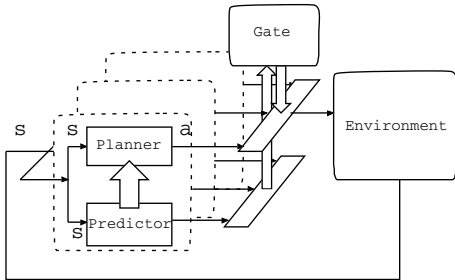 Gate
Environment
s
s
a
Planner
Predictor
s